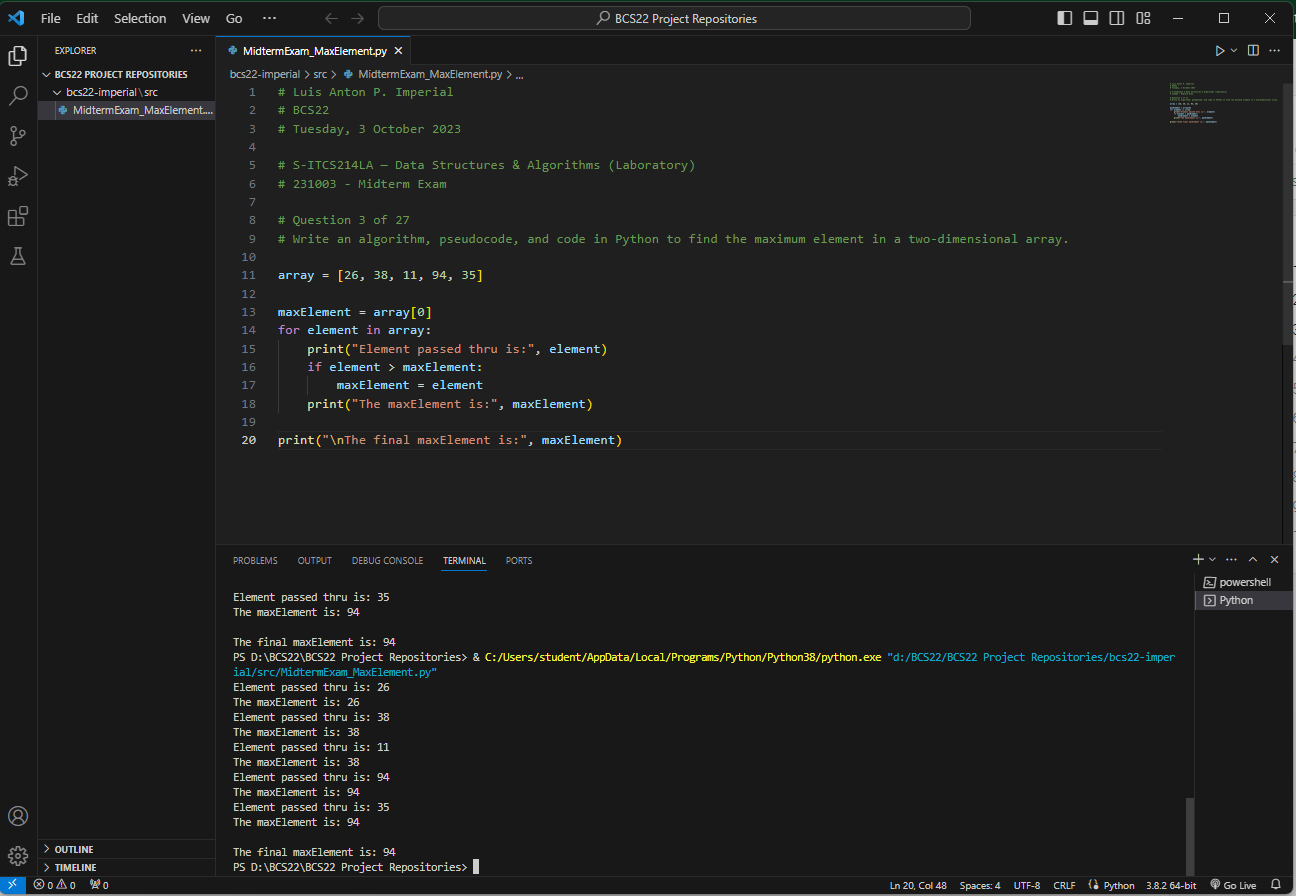 File Edit Selection View Go ··· BCS22 Project Repositories
EXPLORER ···
BCS22 PROJECT REPOSITORIES
bcs22-imperial\src
MidtermExam_MaxElement....
OUTLINE
TIMELINE
MidtermExam_MaxElement.py
bcs22-imperial > src > MidtermExam_MaxElement.py > ...
1 # Luis Anton P. Imperial
2 # BCS22
3 # Tuesday, 3 October 2023
4
5 # S-ITCS214LA — Data Structures & Algorithms (Laboratory)
6 # 231003 - Midterm Exam
7
8 # Question 3 of 27
9 # Write an algorithm, pseudocode, and code in Python to find the maximum element in a two-dimensional array.
10
11 array = [26, 38, 11, 94, 35]
12
13 maxElement = array[0]
14 for element in array:
15     print("Element passed thru is:", element)
16     if element > maxElement:
17         maxElement = element
18     print("The maxElement is:", maxElement)
19
20 print("\nThe final maxElement is:", maxElement)
PROBLEMS OUTPUT DEBUG CONSOLE TERMINAL PORTS
powershell
Python
Element passed thru is: 35
The maxElement is: 94
The final maxElement is: 94
PS D:\BCS22\BCS22 Project Repositories> & C:/Users/student/AppData/Local/Programs/Python/Python38/python.exe "d:/BCS22/BCS22 Project Repositories/bcs22-imper
ial/src/MidtermExam_MaxElement.py"
Element passed thru is: 26
The maxElement is: 26
Element passed thru is: 38
The maxElement is: 38
Element passed thru is: 11
The maxElement is: 38
Element passed thru is: 94
The maxElement is: 94
Element passed thru is: 35
The maxElement is: 94
The final maxElement is: 94
PS D:\BCS22\BCS22 Project Repositories>
0 0 0 Ln 20, Col 48 Spaces: 4 UTF-8 CRLF Python 3.8.2 64-bit Go Live